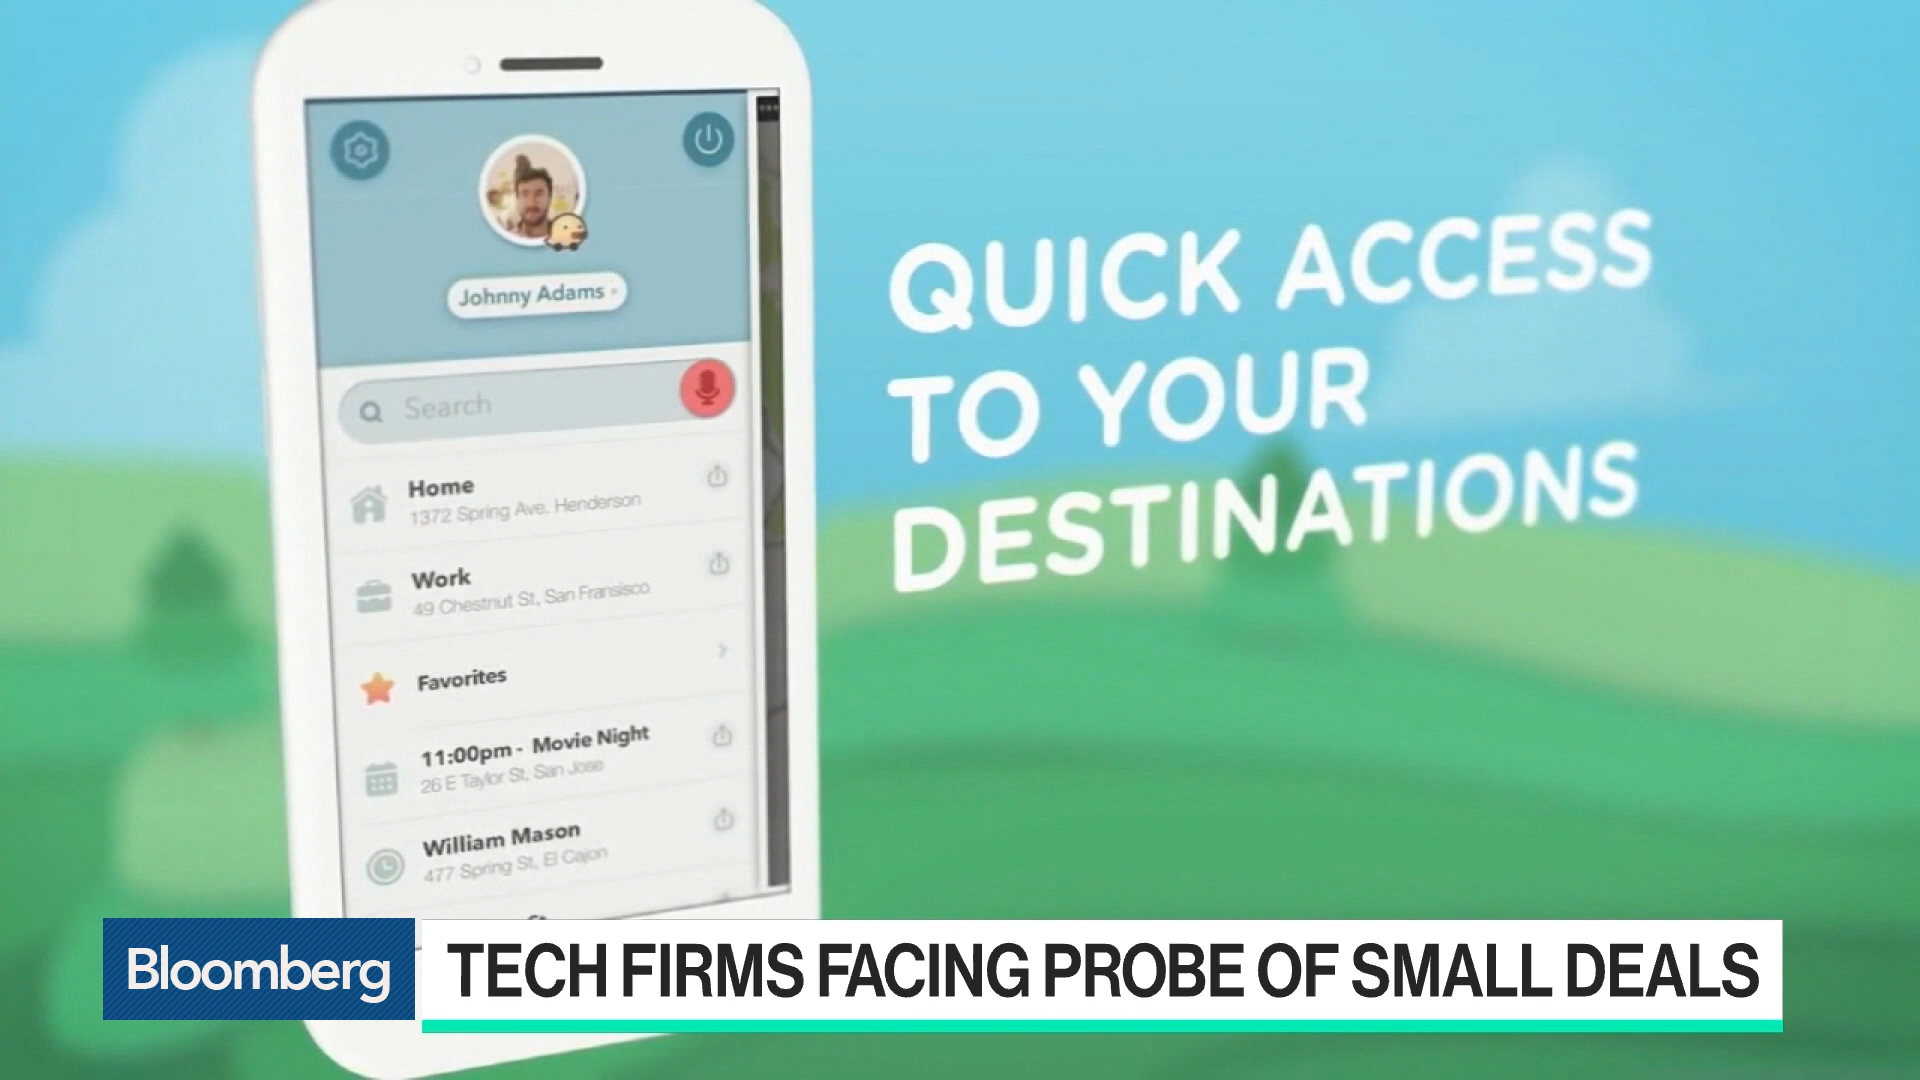 Johnny Adams
Search
Home
1372 Spring Ave, Henderson
Work
49 Chestnut St, San Fransisco
Favorites
11:00pm - Movie Night
26 E Taylor St, San Jose
William Mason
477 Spring St, El Cajon
QUICK ACCESS
TO YOUR
DESTINATIONS
Bloomberg
TECH FIRMS FACING PROBE OF SMALL DEALS